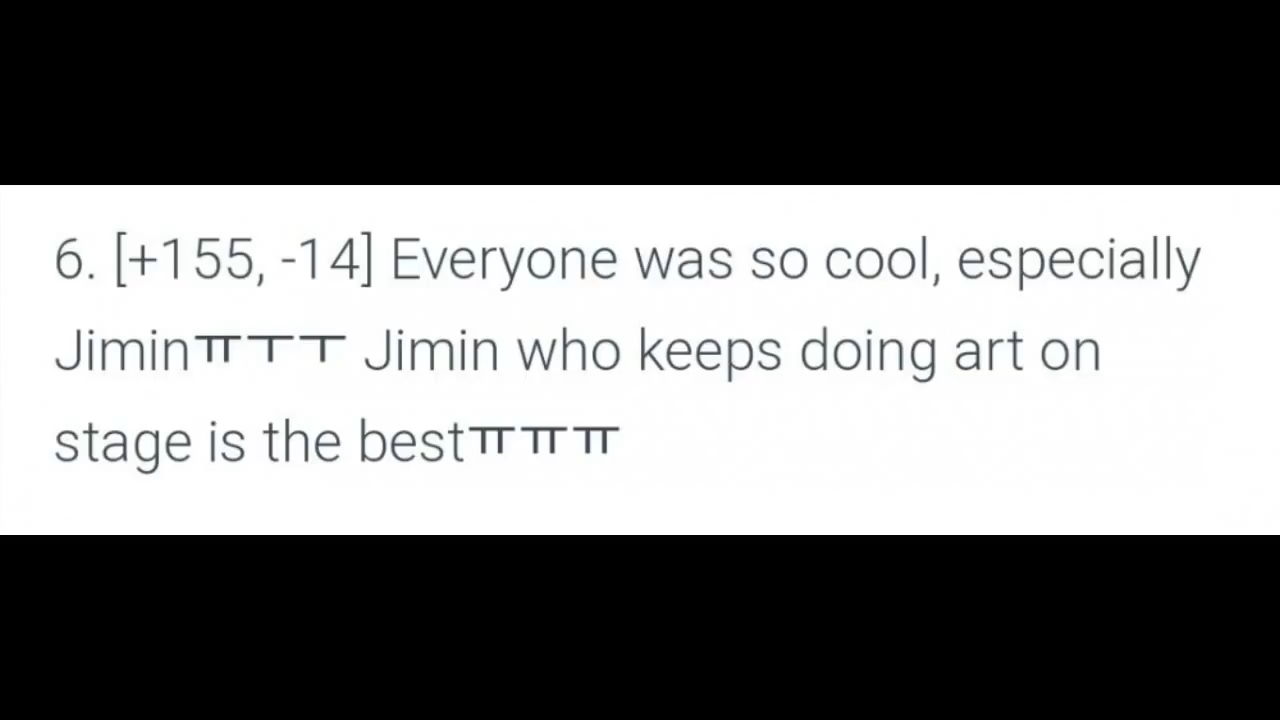 6. [+155, -14] Everyone was so cool, especially
Jiminㅠㅜㅜ Jimin who keeps doing art on
stage is the bestㅠㅠㅠ